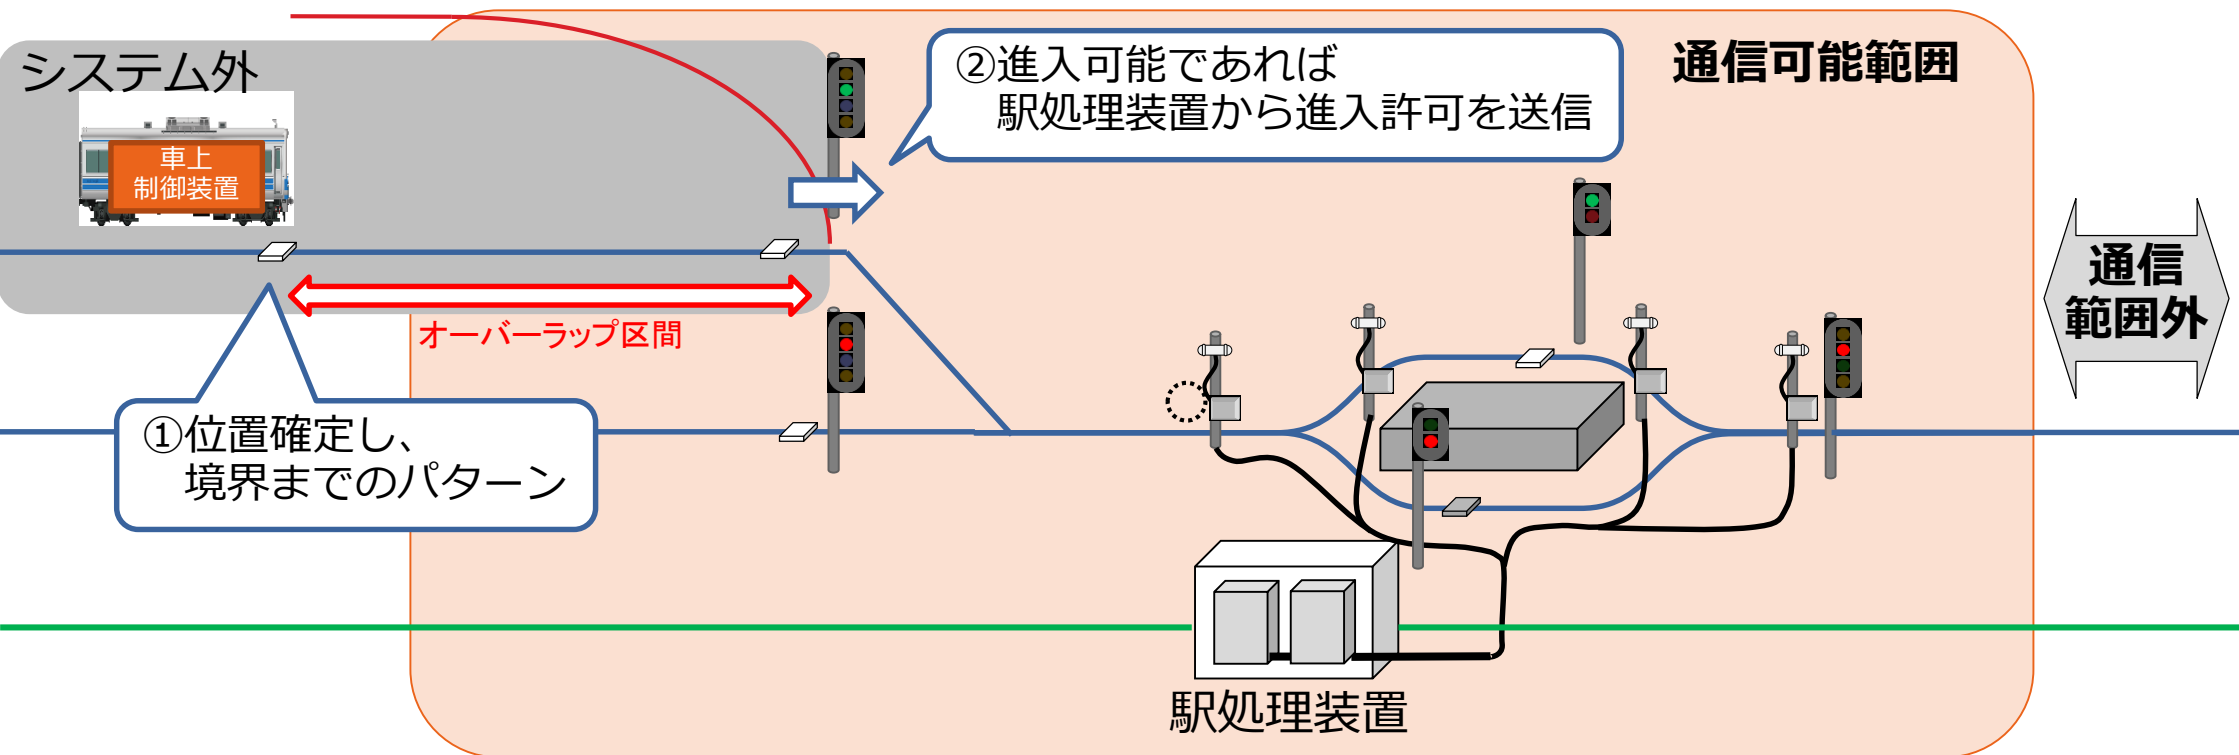 システム外
車上
制御装置
②進入可能であれば
駅処理装置から進入許可を送信
通信可能範囲
通信
範囲外
オーバーラップ区間
①位置確定し、
境界までのパターン
駅処理装置